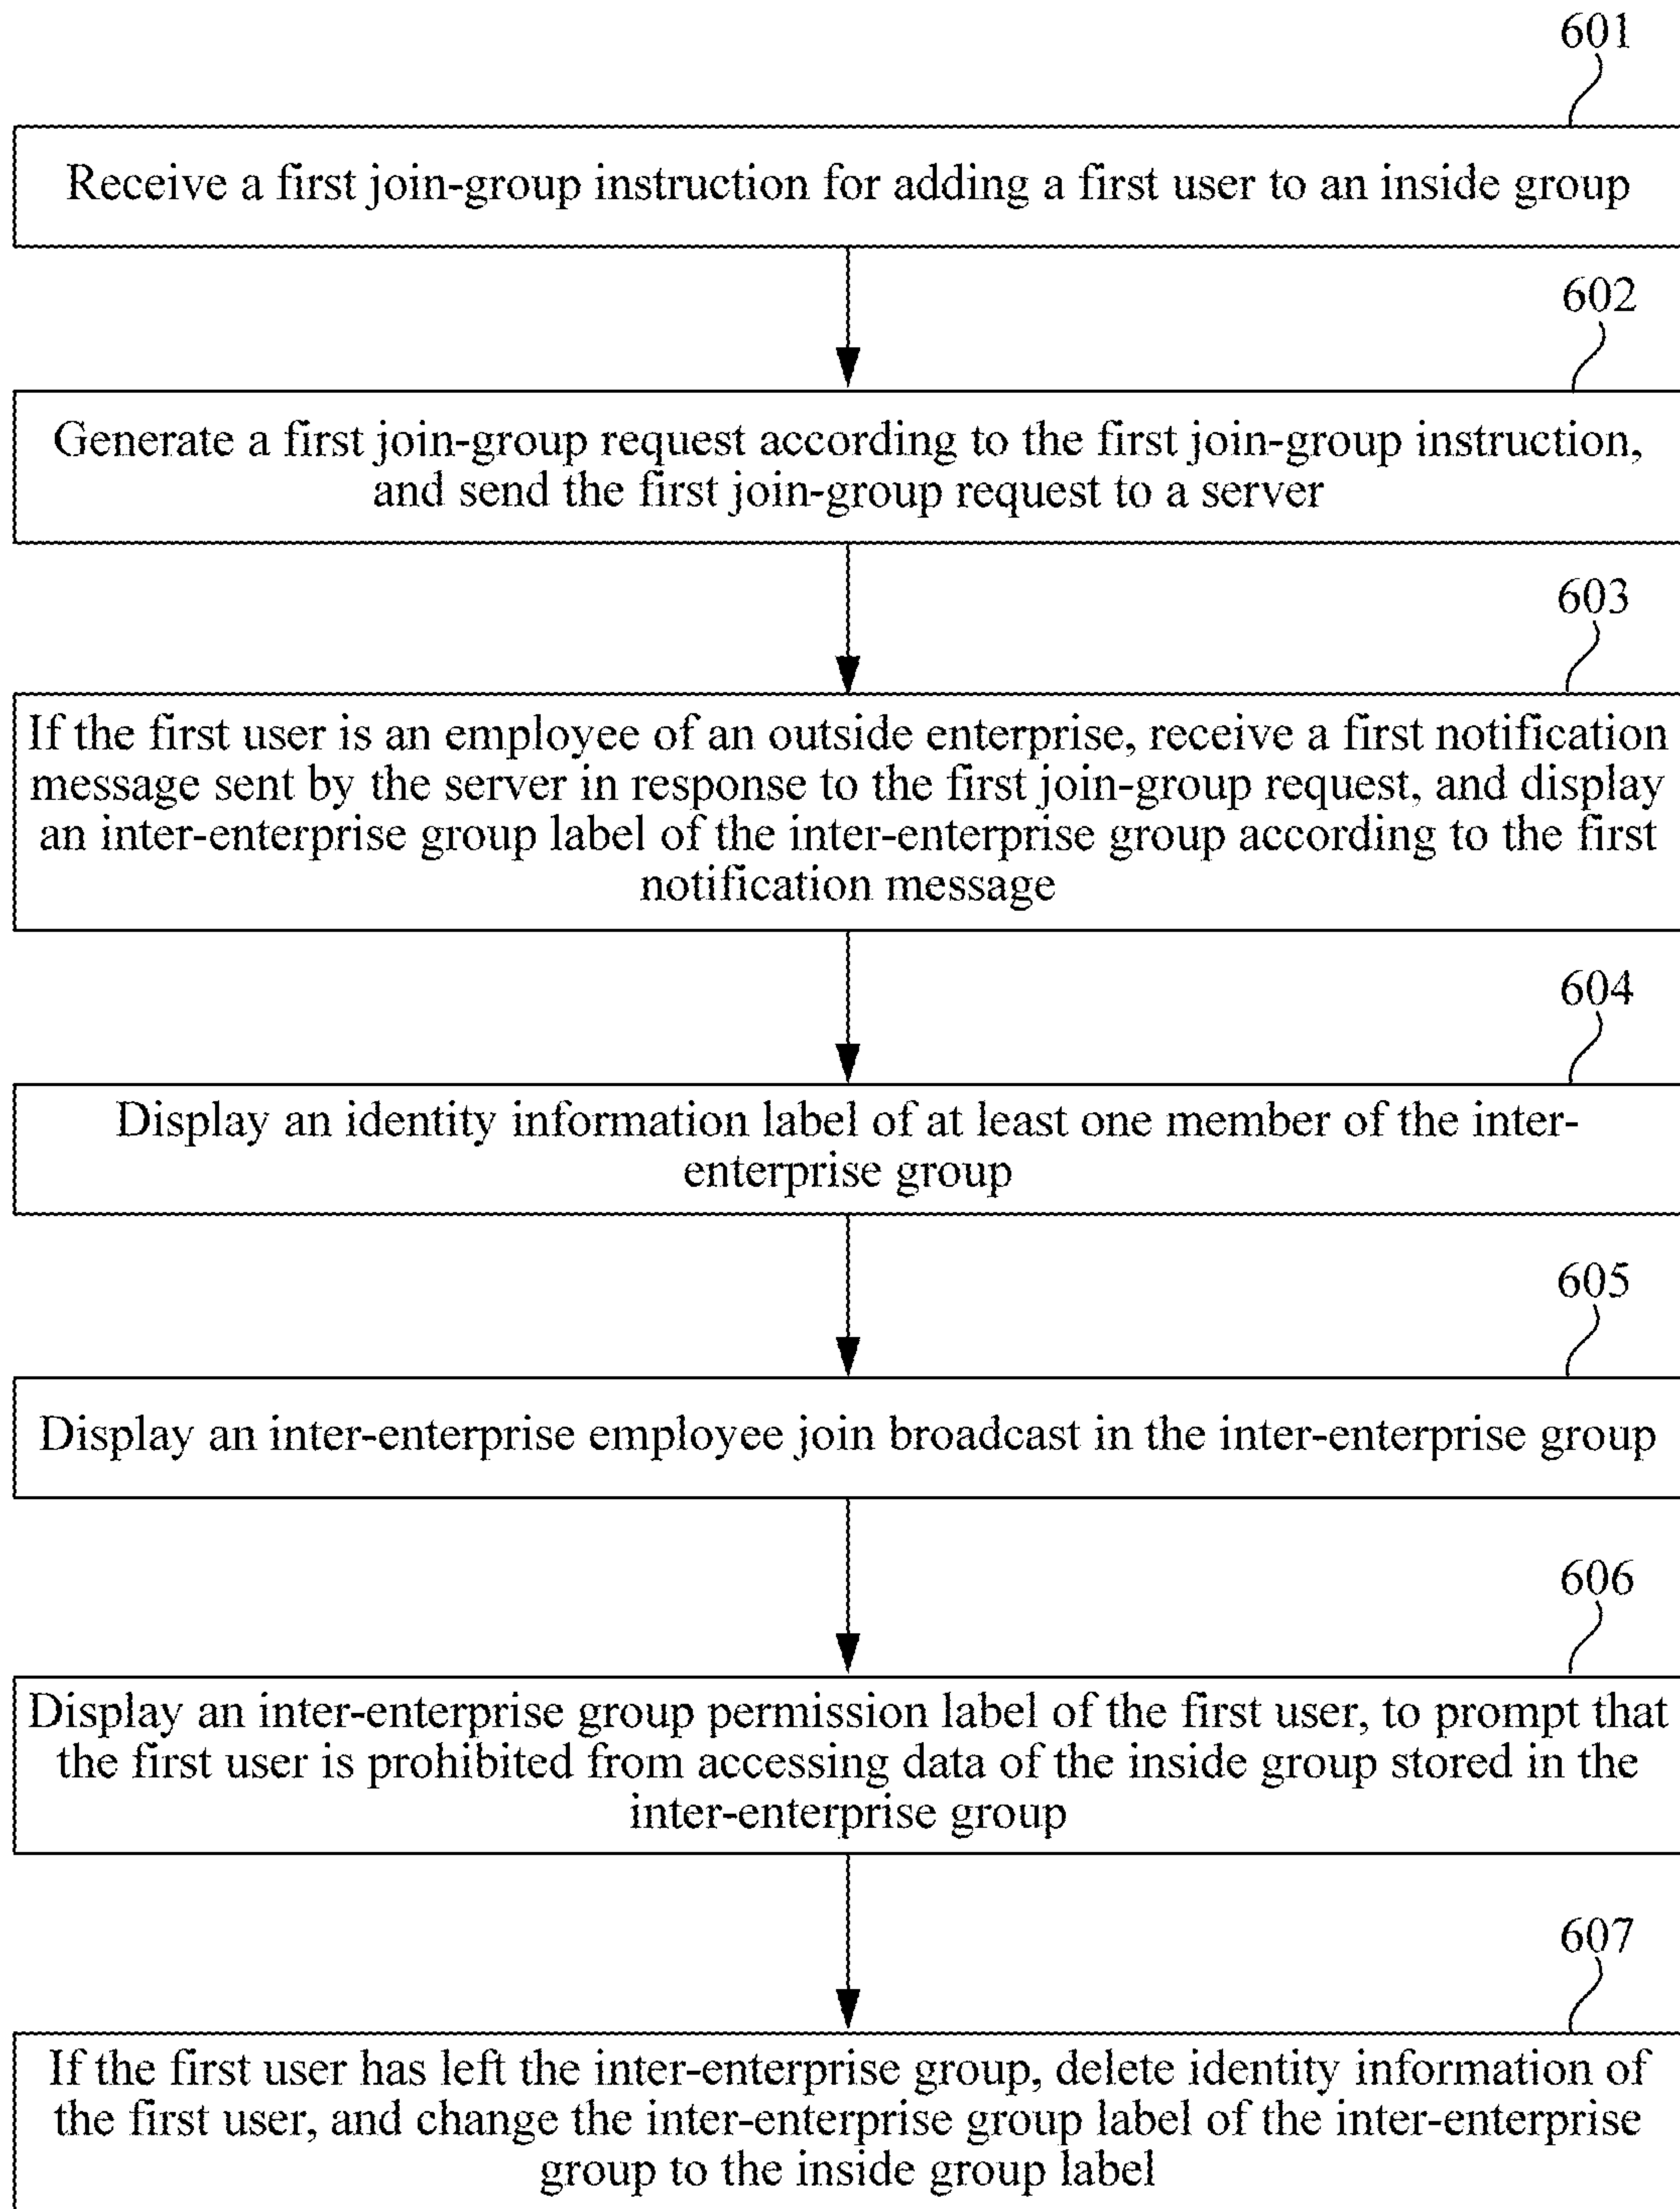 601
Receive a first join-group instruction for adding a first user to an inside group
602
Generate a first join-group request according to the first join-group instruction,
and send the first join-group request to a server
603
If the first user is an employee of an outside enterprise, receive a first notification
message sent by the server in response to the first join-group request, and display
an inter-enterprise group label of the inter-enterprise group according to the first
notification message
604
Display an identity information label of at least one member of the inter-
enterprise group
605
Display an inter-enterprise employee join broadcast in the inter-enterprise group
606
Display an inter-enterprise group permission label of the first user, to prompt that
the first user is prohibited from accessing data of the inside group stored in the
inter-enterprise group
607
If the first user has left the inter-enterprise group, delete identity information of
the first user, and change the inter-enterprise group label of the inter-enterprise
group to the inside group label